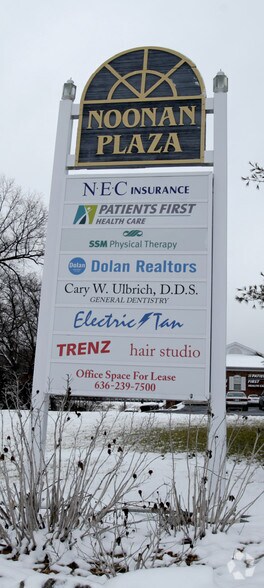 NOONAN
PLAZA
N·E·C INSURANCE
PATIENTS FIRST
HEALTH CARE
SSM Physical Therapy
Dolan Dolan Realtors
Cary W. Ulbrich, D.D.S.
GENERAL DENTISTRY
Electric Tan
TRENZ hair studio
Office Space For Lease
636-239-7500